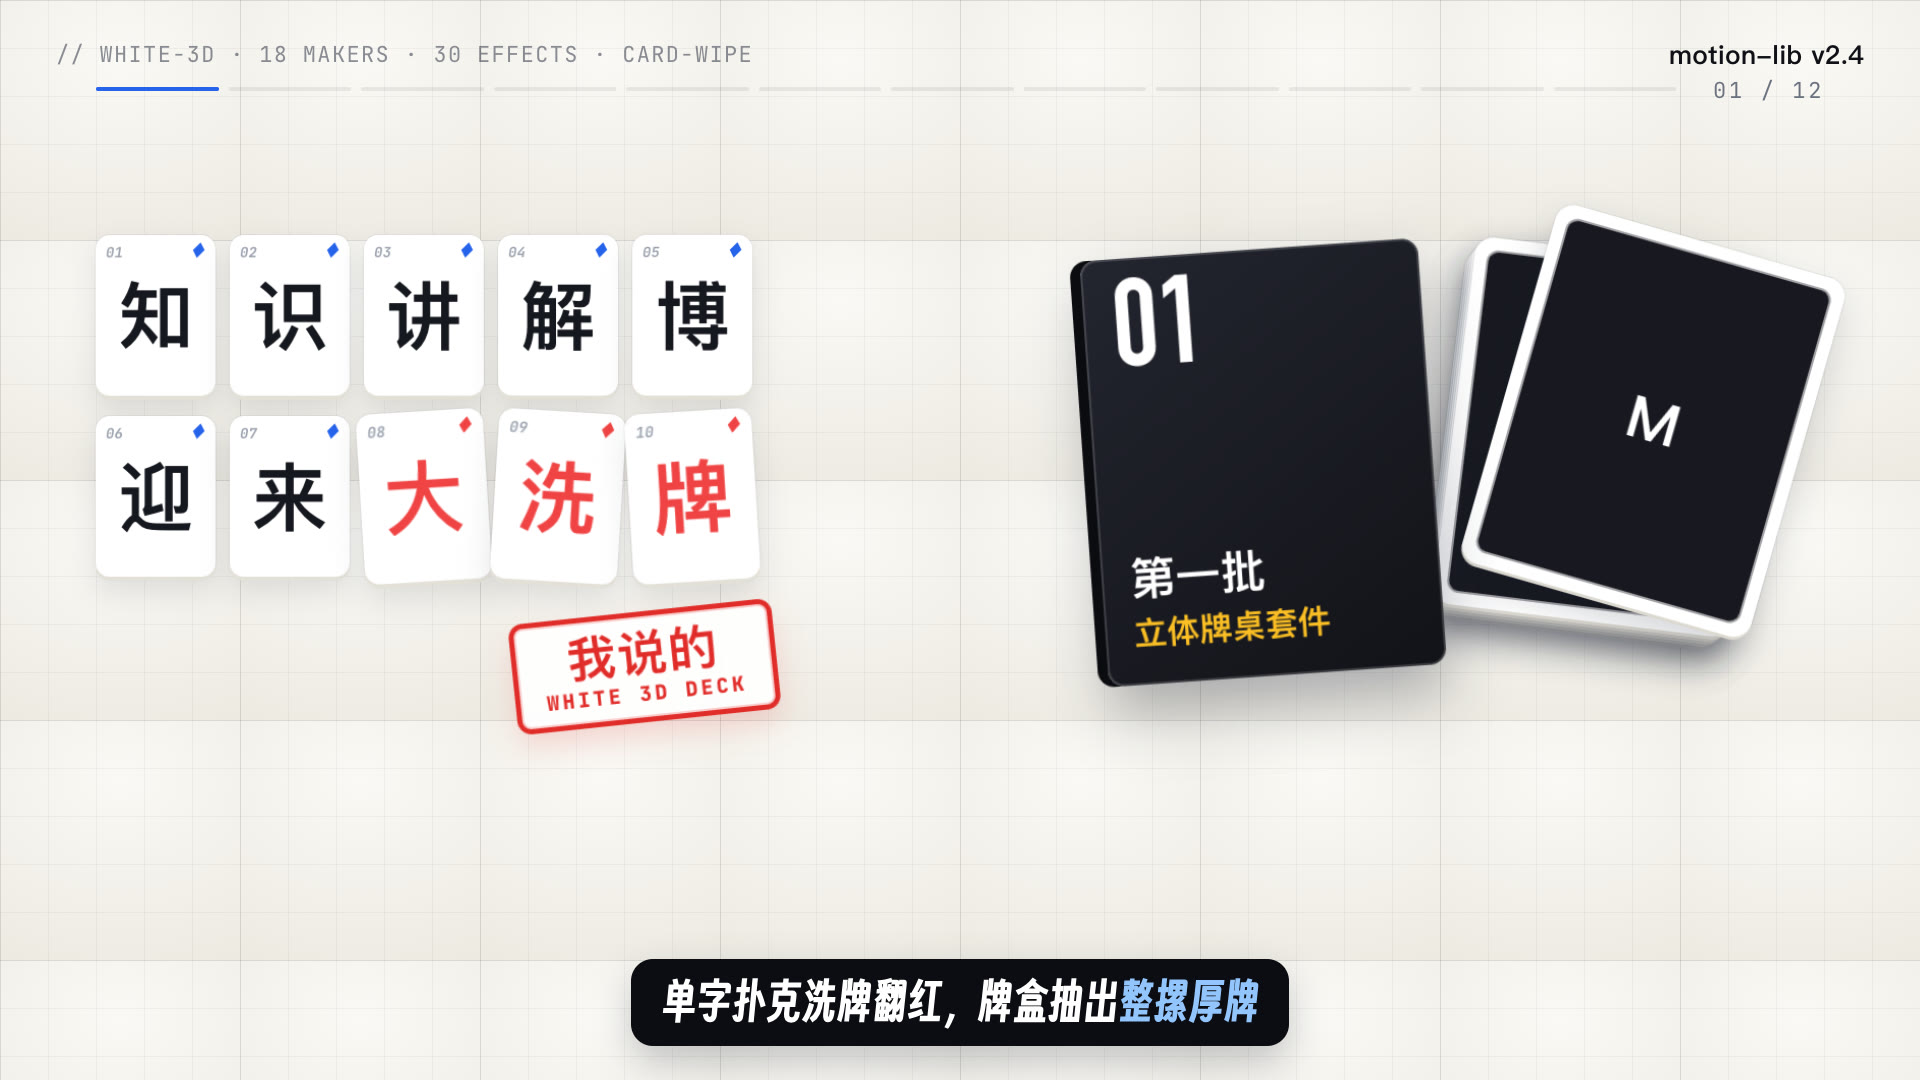 // WHITE-3D · 18 MAKERS · 30 EFFECTS · CARD-WIPE
motion-lib v2.4
01 / 12
01
知
02
识
03
讲
04
解
05
博
06
迎
07
来
08
大
09
洗
10
牌
我说的
WHITE 3D DECK
01
第一批
立体牌桌套件
M
单字扑克洗牌翻红，牌盒抽出整摞厚牌